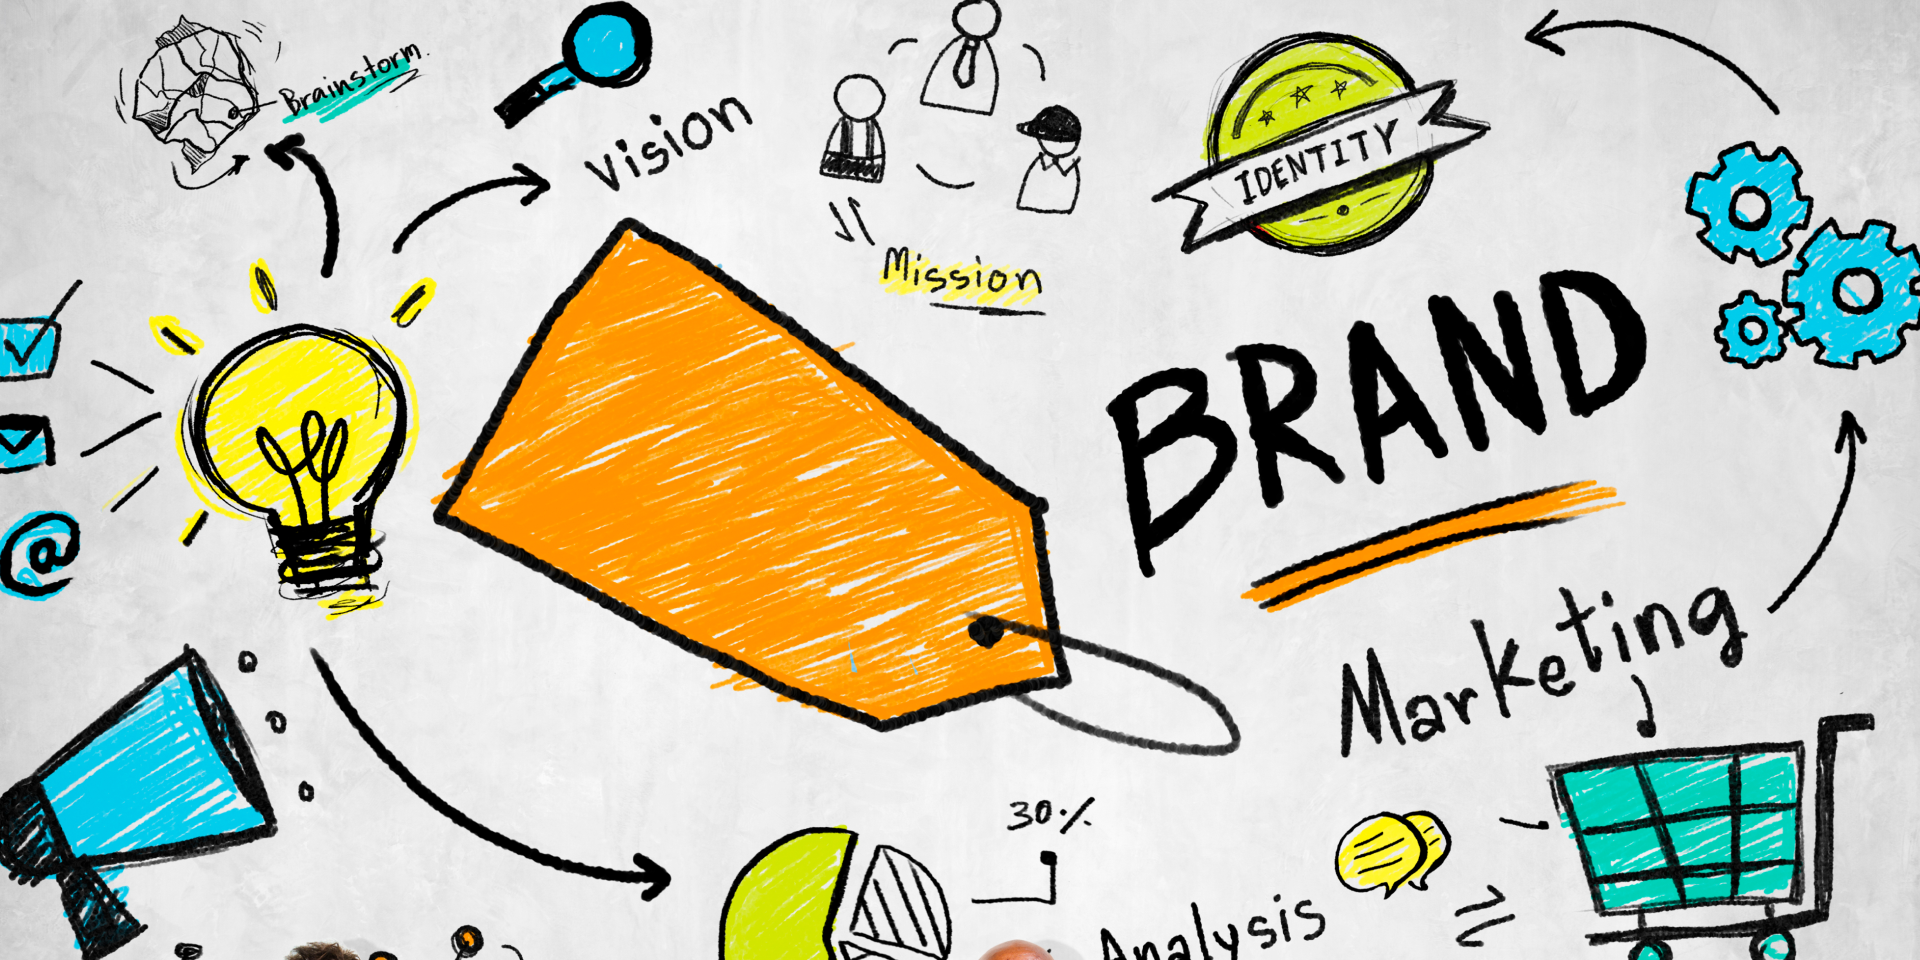 Brainstorm.
Vision
Mission
IDENTITY
BRAND
Marketing
30%
Analysis
@